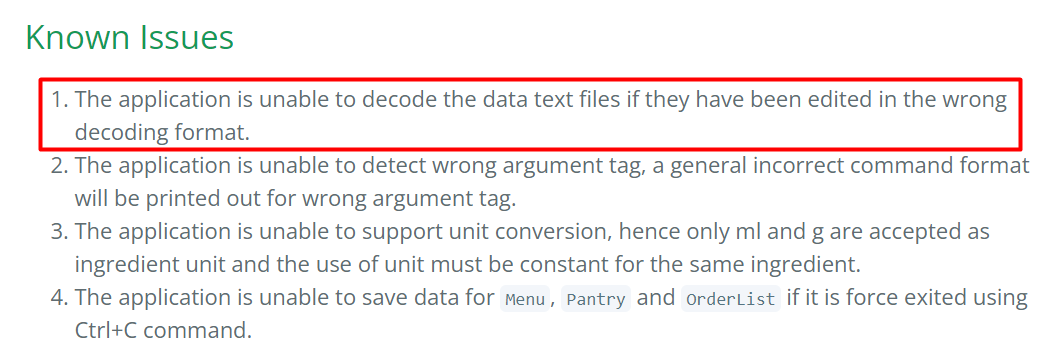 Known Issues
1. The application is unable to decode the data text files if they have been edited in the wrong
decoding format.
2. The application is unable to detect wrong argument tag, a general incorrect command format
will be printed out for wrong argument tag.
3. The application is unable to support unit conversion, hence only ml and g are accepted as
ingredient unit and the use of unit must be constant for the same ingredient.
4. The application is unable to save data for Menu, Pantry and OrderList if it is force exited using
Ctrl+C command.